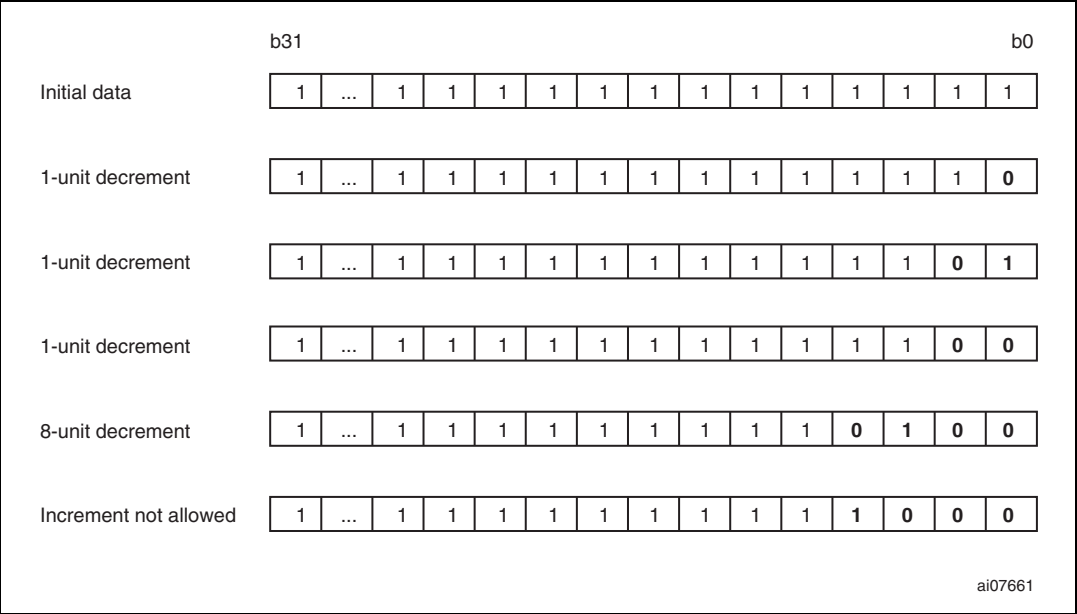 b31 b0
Initial data 1 ... 1 1 1 1 1 1 1 1 1 1 1 1 1
1-unit decrement 1 ... 1 1 1 1 1 1 1 1 1 1 1 1 0
1-unit decrement 1 ... 1 1 1 1 1 1 1 1 1 1 1 0 1
1-unit decrement 1 ... 1 1 1 1 1 1 1 1 1 1 1 0 0
8-unit decrement 1 ... 1 1 1 1 1 1 1 1 1 0 1 0 0
Increment not allowed 1 ... 1 1 1 1 1 1 1 1 1 1 0 0 0
ai07661